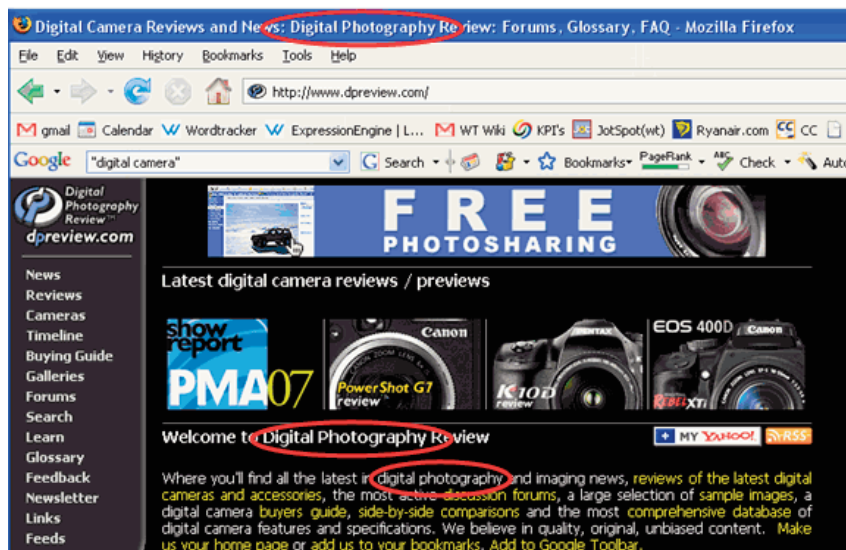 Digital Camera Reviews and News: Digital Photography Review: Forums, Glossary, FAQ - Mozilla Firefox
File Edit View History Bookmarks Tools Help
http://www.dpreview.com/
gmail Calendar Wordtracker ExpressionEngine | L... WT Wiki KPI's JotSpot(wt) Ryanair.com CC
Google "digital camera" Search Bookmarks PageRank Check Auto
Digital
Photography
Review™
dpreview.com
FREE
PHOTOSHARING
News
Reviews
Cameras
Timeline
Buying Guide
Galleries
Forums
Search
Learn
Glossary
Feedback
Newsletter
Links
Feeds
Latest digital camera reviews / previews
show
report
PMA07
Canon
PowerShot G7
review
PENTAX
K10D
review
EOS 400D Canon
REBEL XTi
Welcome to Digital Photography Review
+ MY YAHOO! RSS
Where you'll find all the latest in digital photography and imaging news, reviews of the latest digital
cameras and accessories, the most active discussion forums, a large selection of sample images, a
digital camera buyers guide, side-by-side comparisons and the most comprehensive database of
digital camera features and specifications. We believe in quality, original, unbiased content. Make
us your home page or add us to your bookmarks. Add to Google Toolbar.